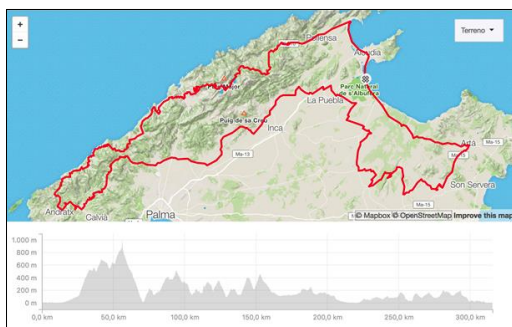 +
−
Terreno
Pollensa
Alcúdia
Parc Natural
de s'Albufera
La Puebla
Puig de sa Creu
Inca
Ma-13
Artà
Ma-15
Ma-15
Son Servera
Andratx
Calvià
Palma
Ma-15
© Mapbox © OpenStreetMap Improve this map
1.000 m
800 m
600 m
400 m
200 m
0 m
0,0 km
50,0 km
100,0 km
150,0 km
200,0 km
250,0 km
300,0 km